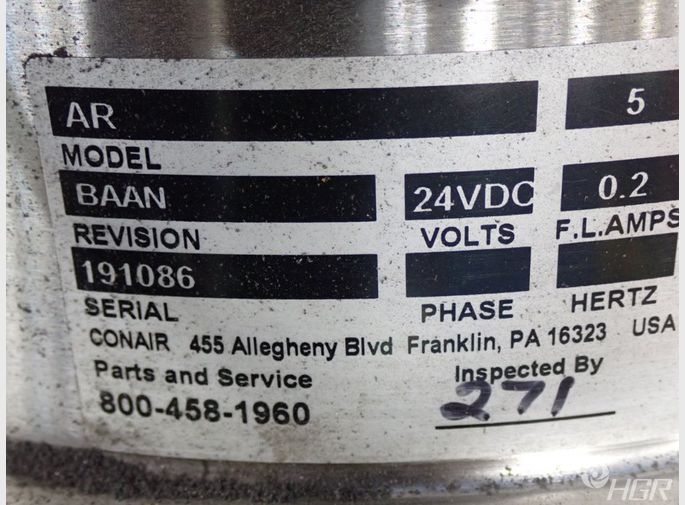 AR 5
MODEL
BAAN 24VDC 0.2
REVISION VOLTS F.L.AMPS
191086
SERIAL PHASE HERTZ
CONAIR 455 Allegheny Blvd Franklin, PA 16323 USA
Parts and Service Inspected By
800-458-1960 271
HGR